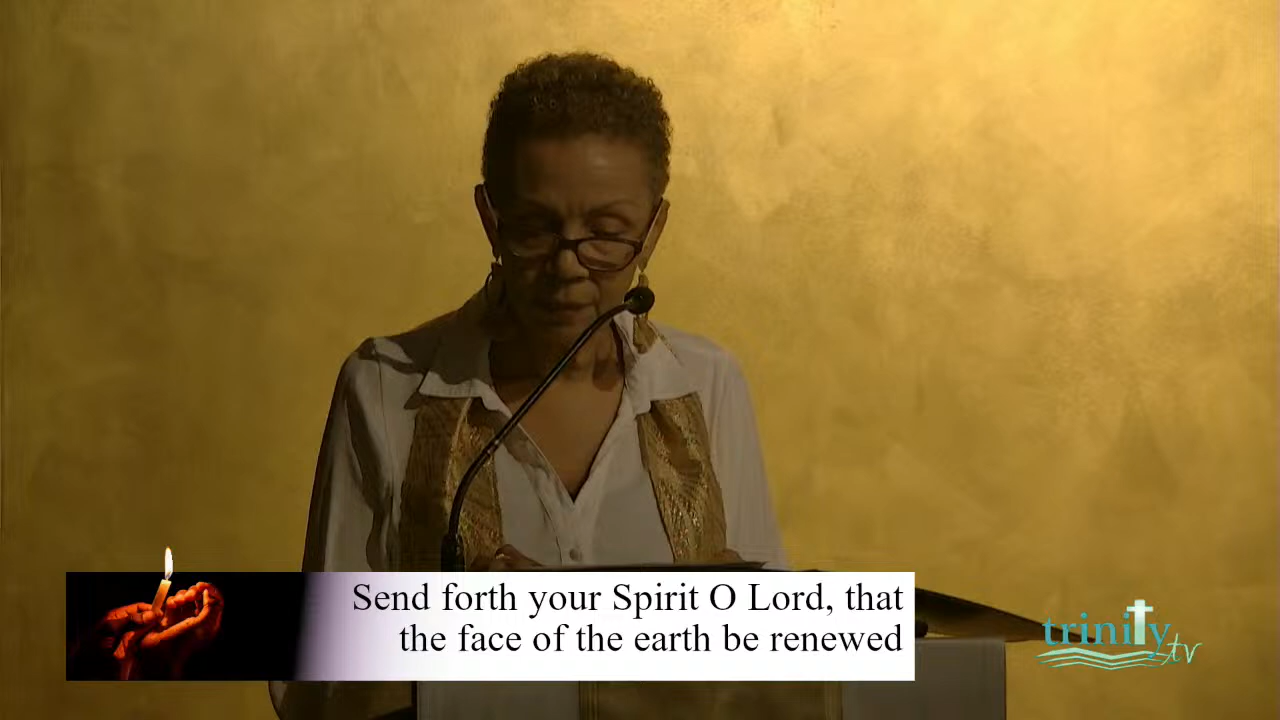 Send forth your Spirit O Lord, that
the face of the earth be renewed
trinity
tv